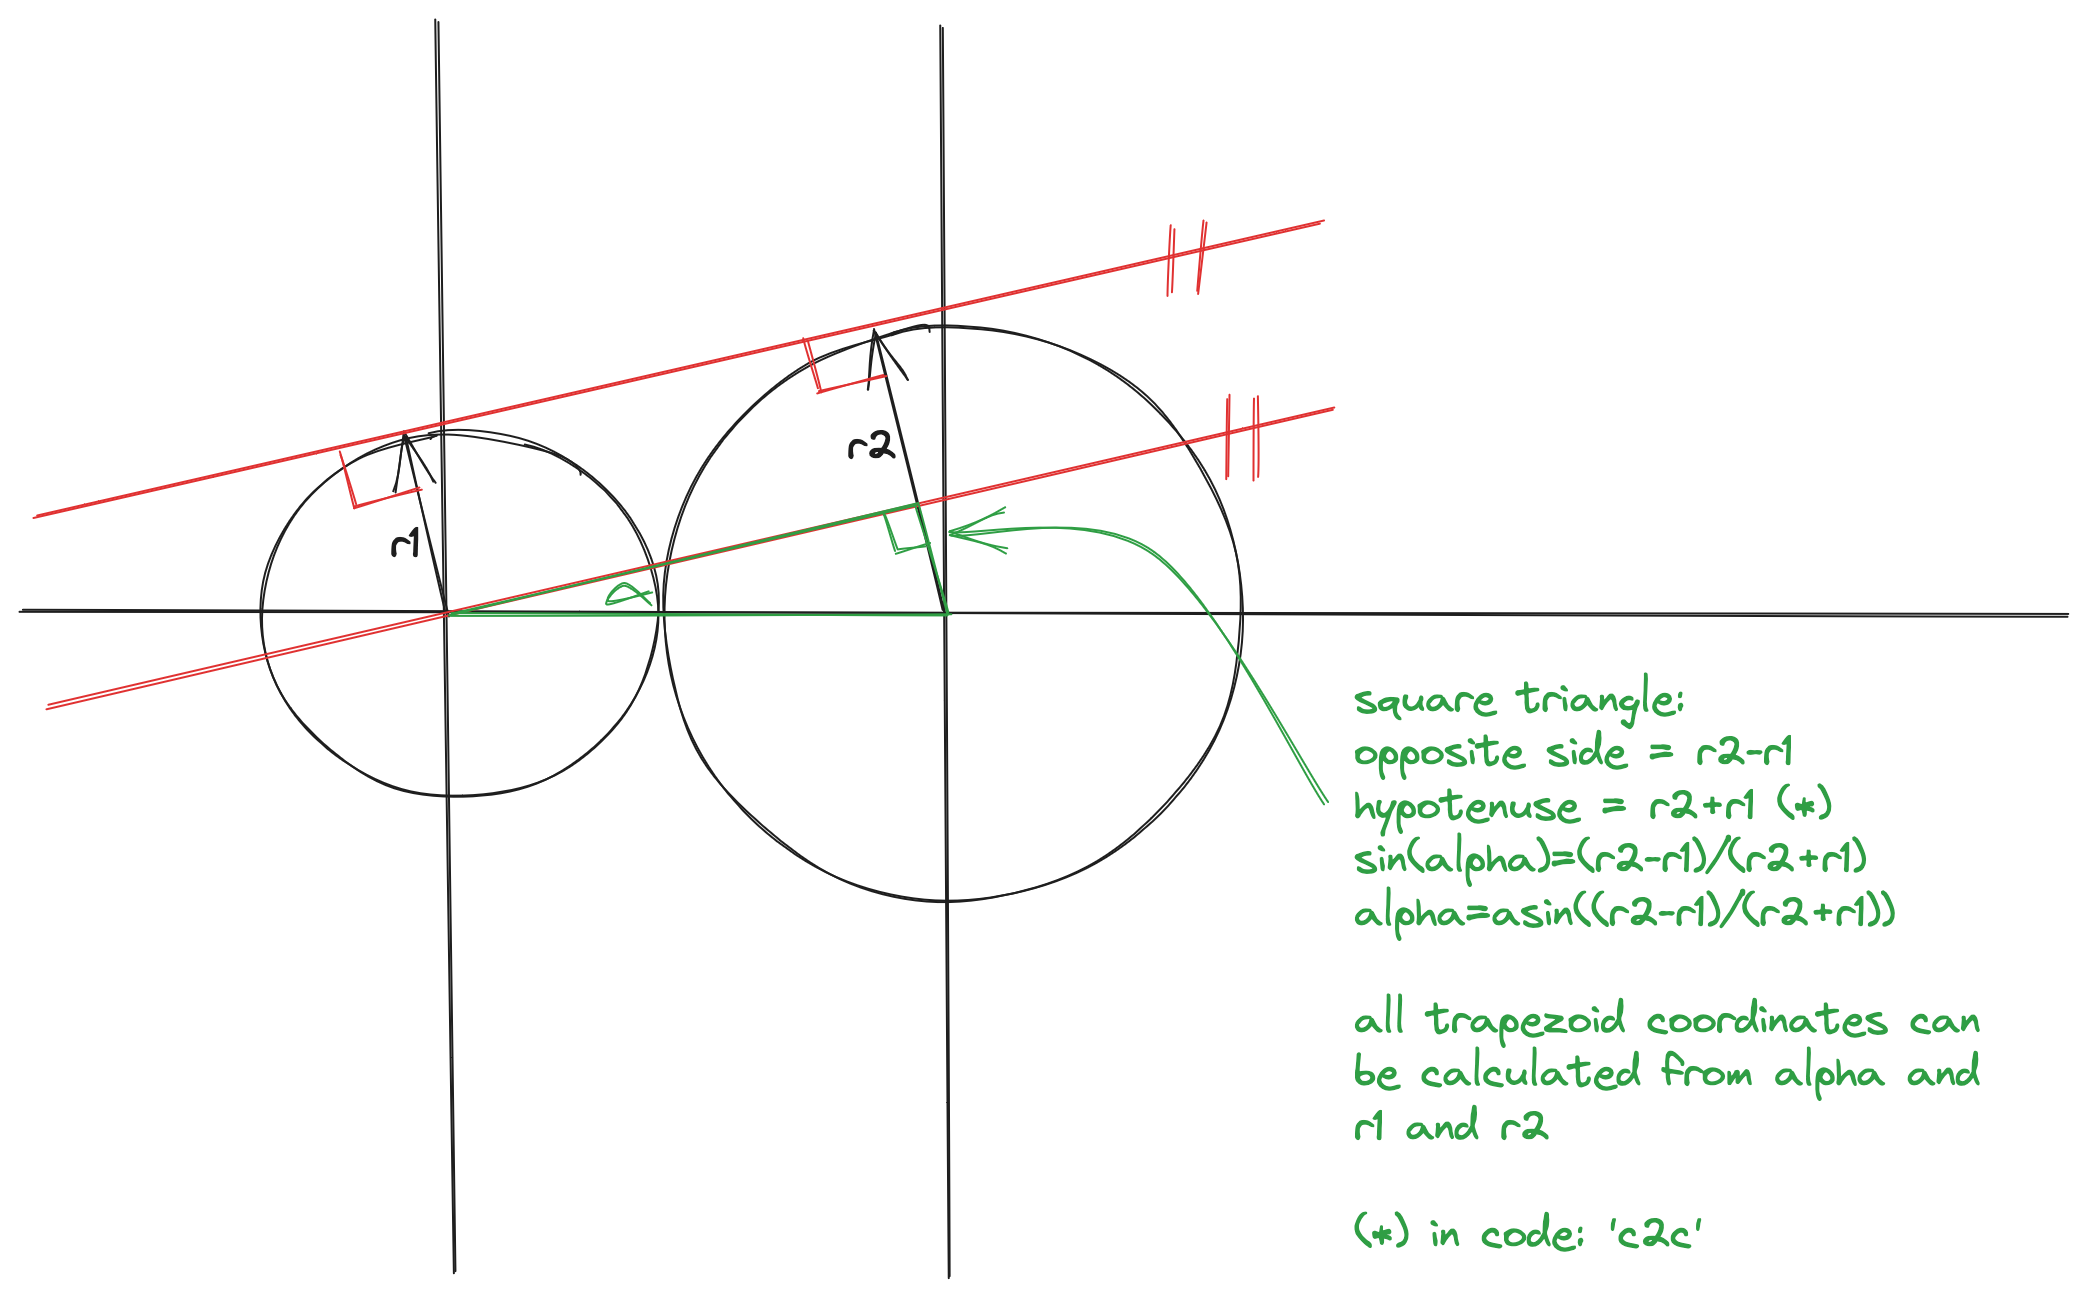 r2
r1
square triangle:
opposite side = r2-r1
hypotenuse = r2+r1 (*)
sin(alpha)=(r2-r1)/(r2+r1)
alpha=asin((r2-r1)/(r2+r1))
all trapezoid coordinates can
be calculated from alpha and
r1 and r2
(*) in code: 'c2c'